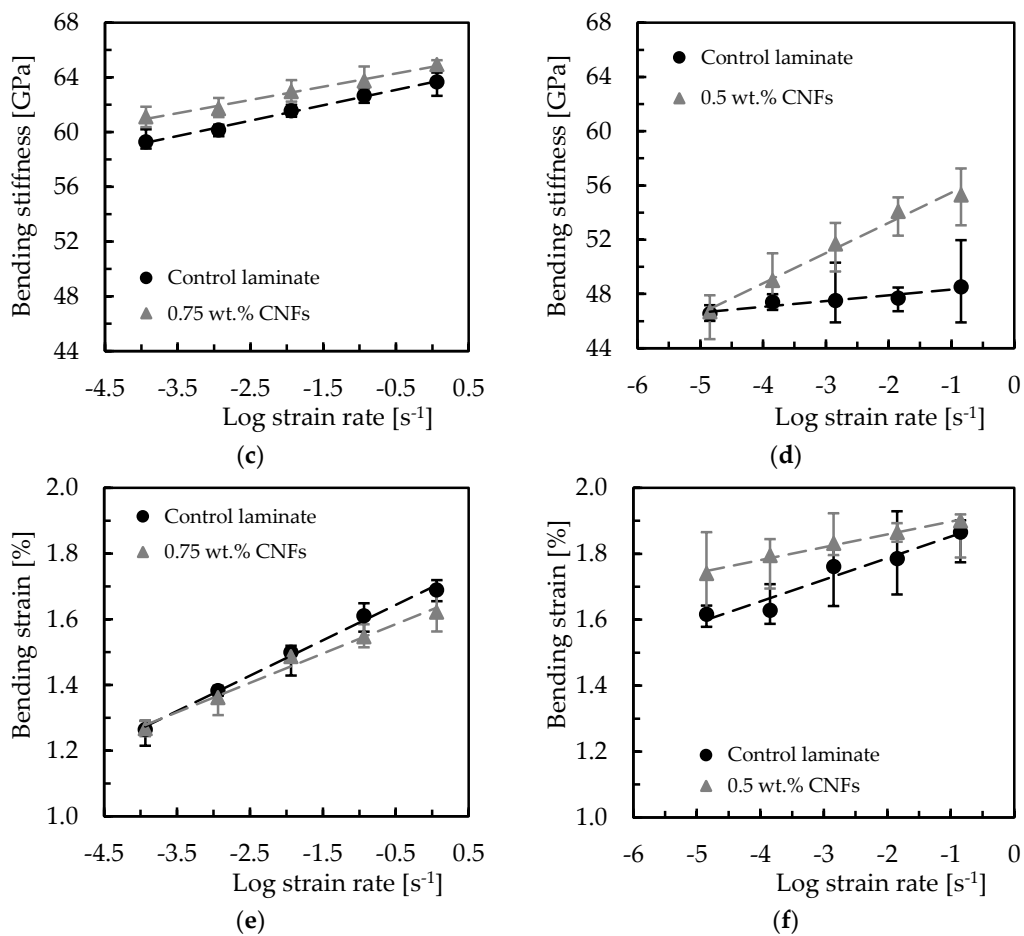 68
64
60
56
52
48
44
Bending stiffness [GPa]
Control laminate
0.75 wt.% CNFs
-4.5 -3.5 -2.5 -1.5 -0.5 0.5
Log strain rate [s-1]
(c)
68
64
60
56
52
48
44
Bending stiffness [GPa]
Control laminate
0.5 wt.% CNFs
-6 -5 -4 -3 -2 -1 0
Log strain rate [s-1]
(d)
2.0
1.8
1.6
1.4
1.2
1.0
Bending strain [%]
Control laminate
0.75 wt.% CNFs
-4.5 -3.5 -2.5 -1.5 -0.5 0.5
Log strain rate [s-1]
(e)
2.0
1.8
1.6
1.4
1.2
1.0
Bending strain [%]
Control laminate
0.5 wt.% CNFs
-6 -5 -4 -3 -2 -1 0
Log strain rate [s-1]
(f)